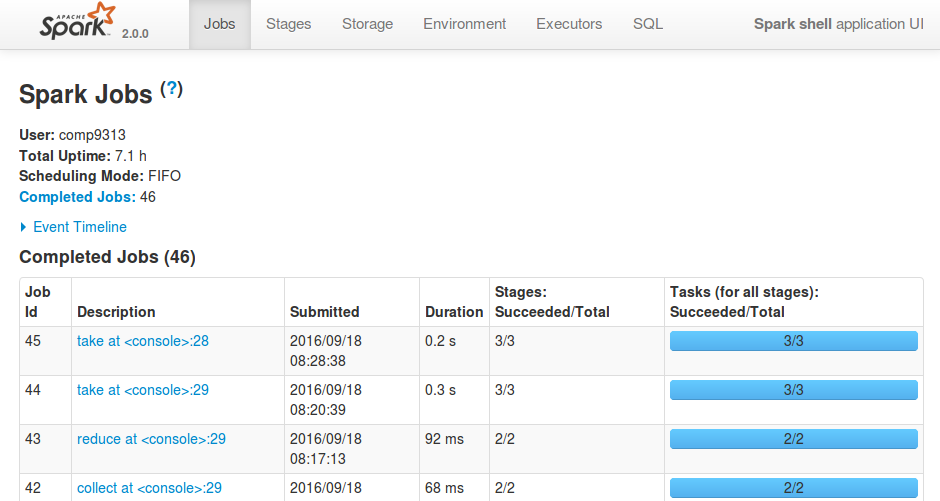 APACHE Spark 2.0.0 Jobs Stages Storage Environment Executors SQL Spark shell application UI
Spark Jobs (?)
User: comp9313
Total Uptime: 7.1 h
Scheduling Mode: FIFO
Completed Jobs: 46
Event Timeline
Completed Jobs (46)
Job Id Description Submitted Duration Stages: Succeeded/Total Tasks (for all stages): Succeeded/Total
45 take at <console>:28 2016/09/18 08:28:38 0.2 s 3/3 3/3
44 take at <console>:29 2016/09/18 08:20:39 0.3 s 3/3 3/3
43 reduce at <console>:29 2016/09/18 08:17:13 92 ms 2/2 2/2
42 collect at <console>:29 2016/09/18 68 ms 2/2 2/2